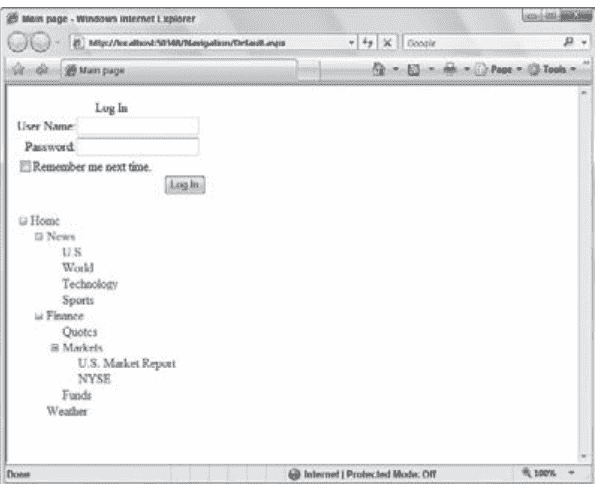 Main page - Windows Internet Explorer
http://localhost:50308/Navigation/Default.aspx
Google
Main page
Page
Tools
Log In
User Name:
Password:
Remember me next time.
Log In
Home
News
U.S
World
Technology
Sports
Finance
Quotes
Markets
U.S. Market Report
NYSE
Funds
Weather
Done
Internet | Protected Mode: Off
100%